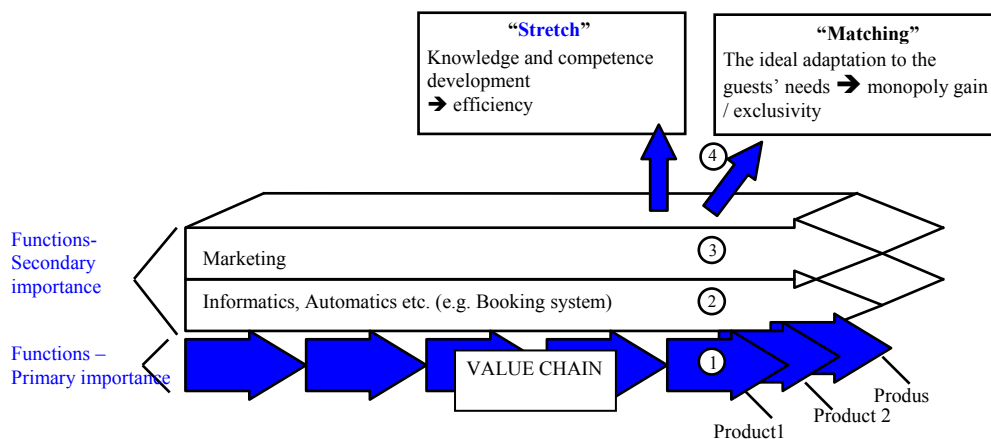 “Stretch”
Knowledge and competence
development
➔ efficiency
“Matching”
The ideal adaptation to the
guests’ needs ➔ monopoly gain
/ exclusivity
4
Functions-
Secondary
importance
3
Marketing
Informatics, Automatics etc. (e.g. Booking system)
2
Functions –
Primary importance
VALUE CHAIN
1
Produs
Product 2
Product1